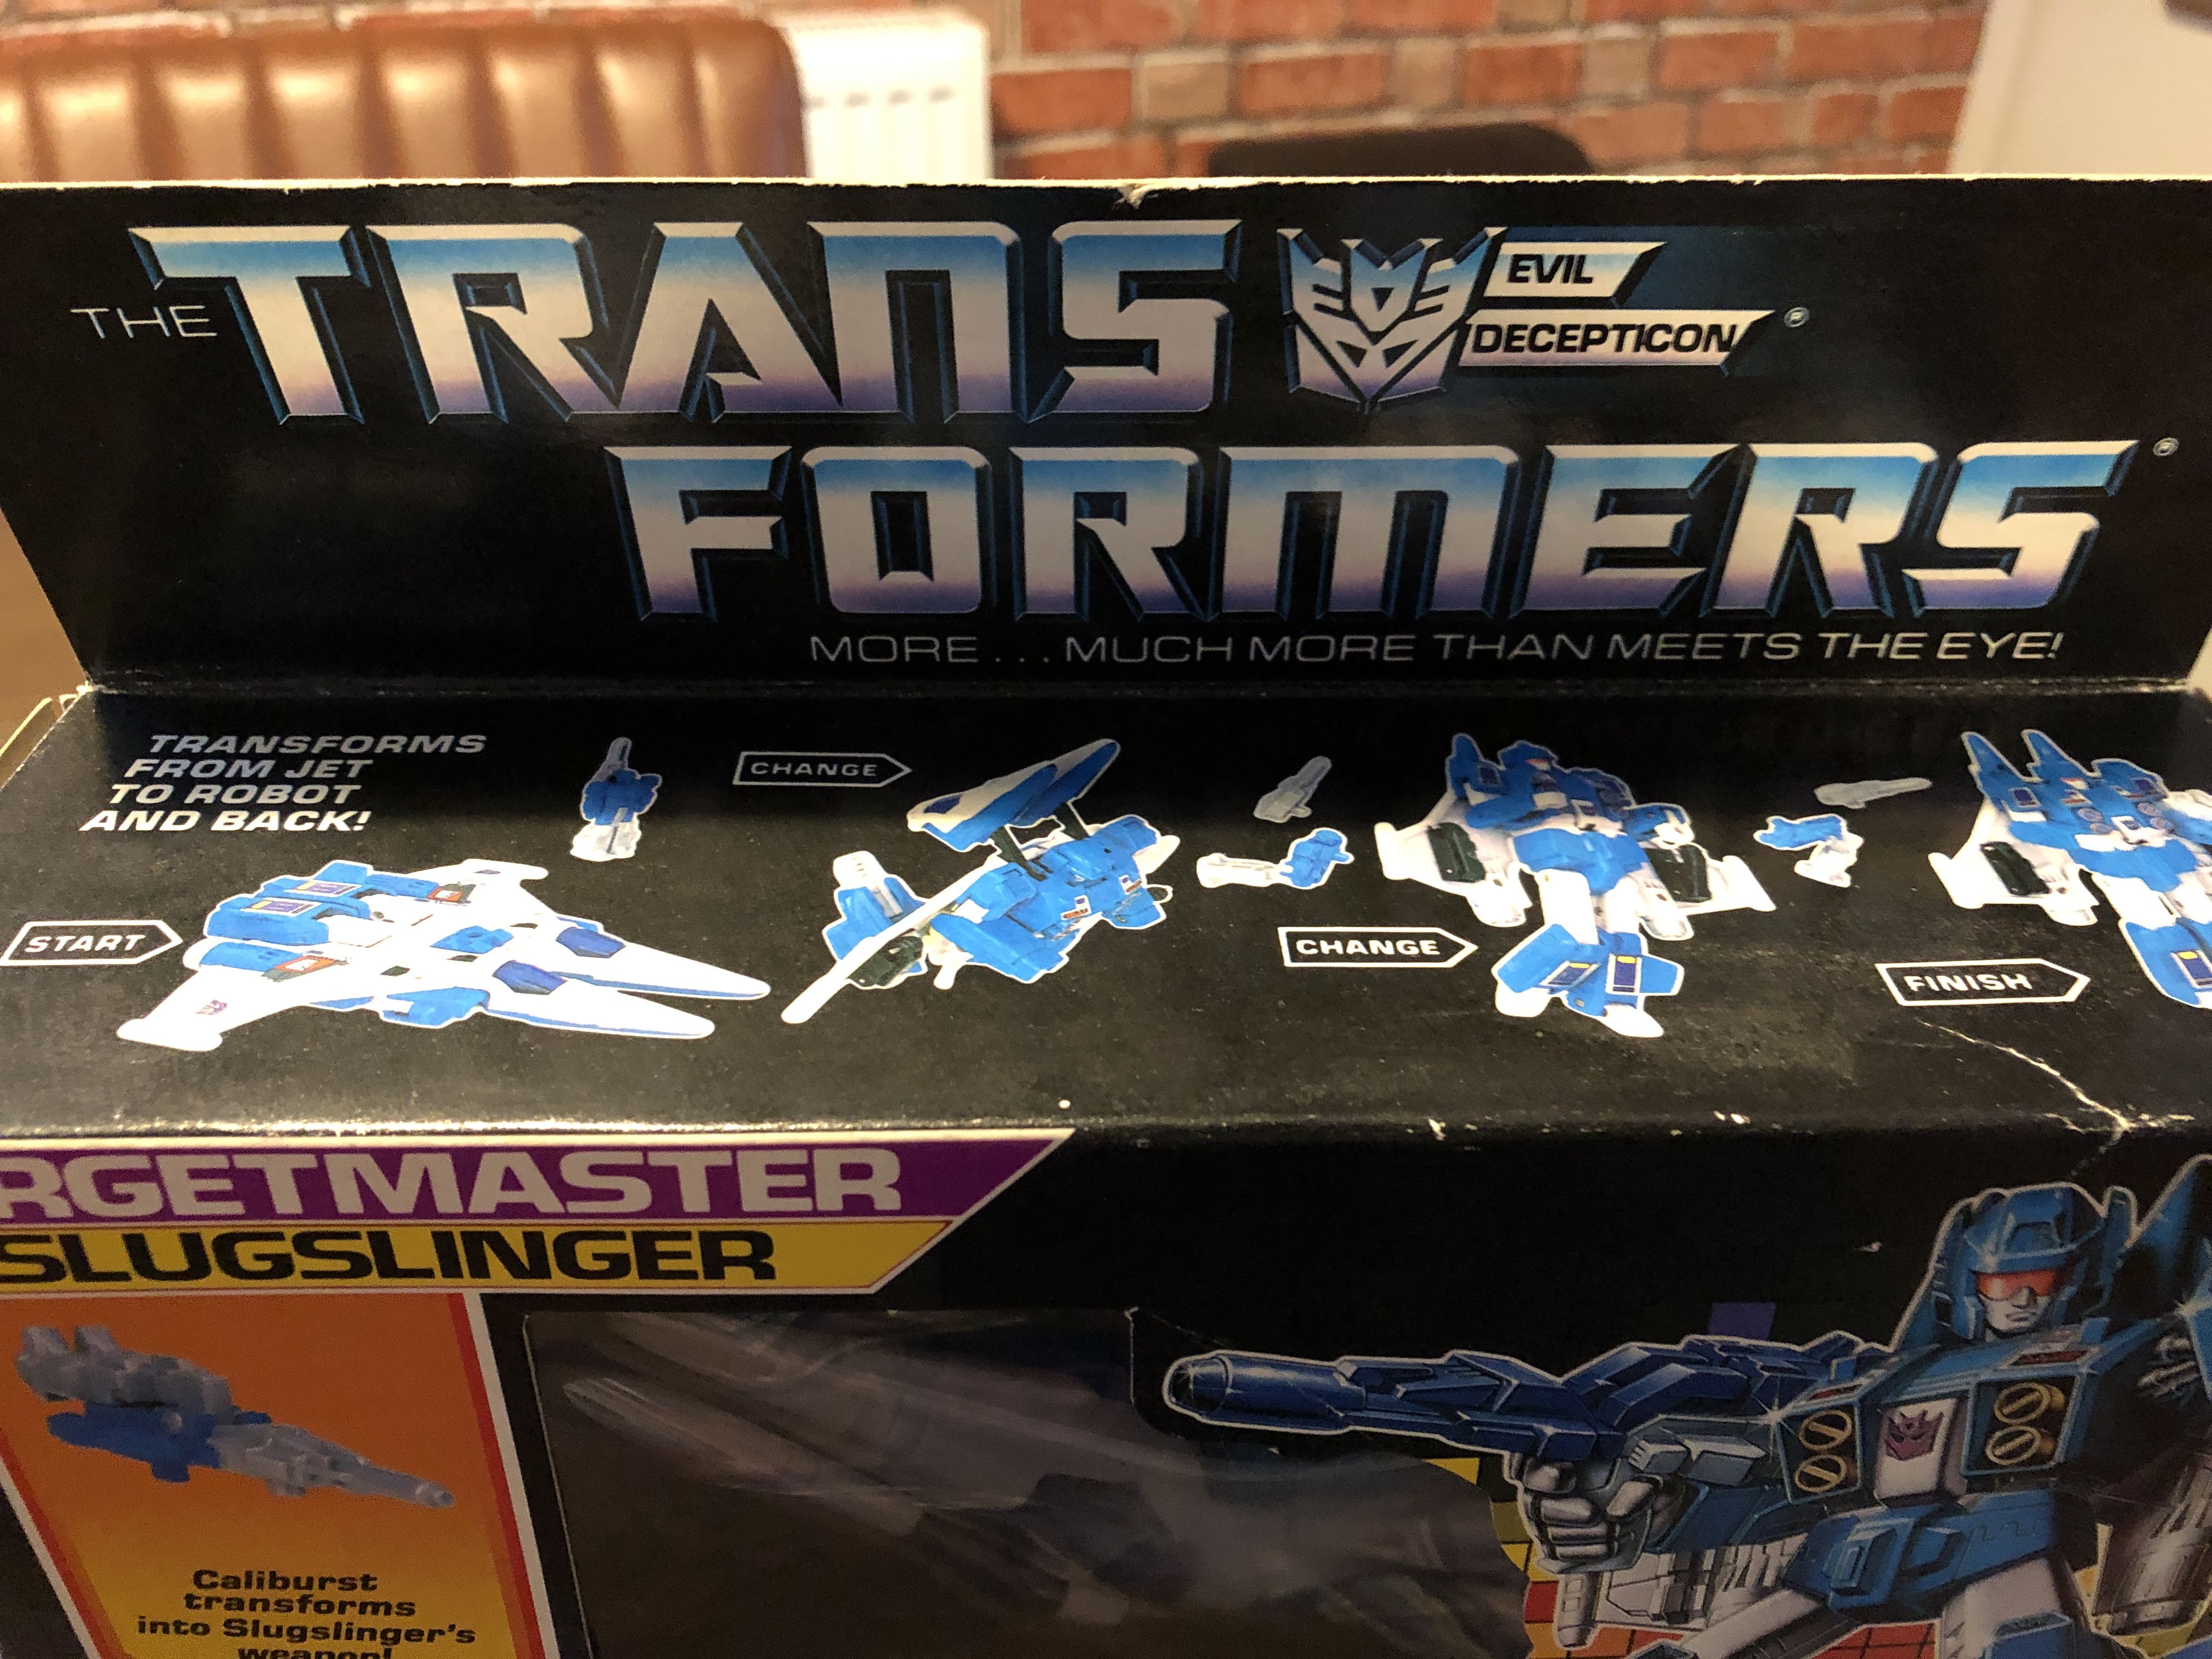 THE TRANS
EVIL
DECEPTICON®
FORMERS®
MORE...MUCH MORE THAN MEETS THE EYE!
TRANSFORMS
FROM JET
TO ROBOT
AND BACK!
START
CHANGE
CHANGE
FINISH
RGETMASTER
SLUGSLINGER
Caliburst
transforms
into Slugslinger's
weapon!